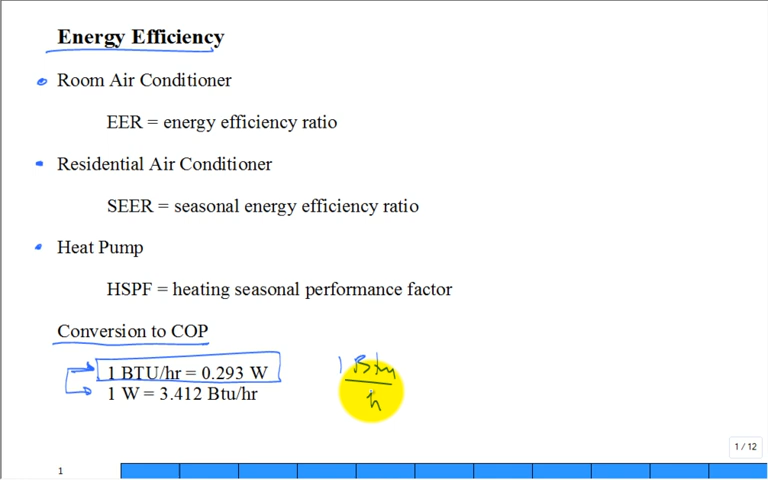 Energy Efficiency
Room Air Conditioner
EER = energy efficiency ratio
Residential Air Conditioner
SEER = seasonal energy efficiency ratio
Heat Pump
HSPF = heating seasonal performance factor
Conversion to COP
1 BTU/hr = 0.293 W
1 W = 3.412 Btu/hr
1 Btu
h
1 / 12
1